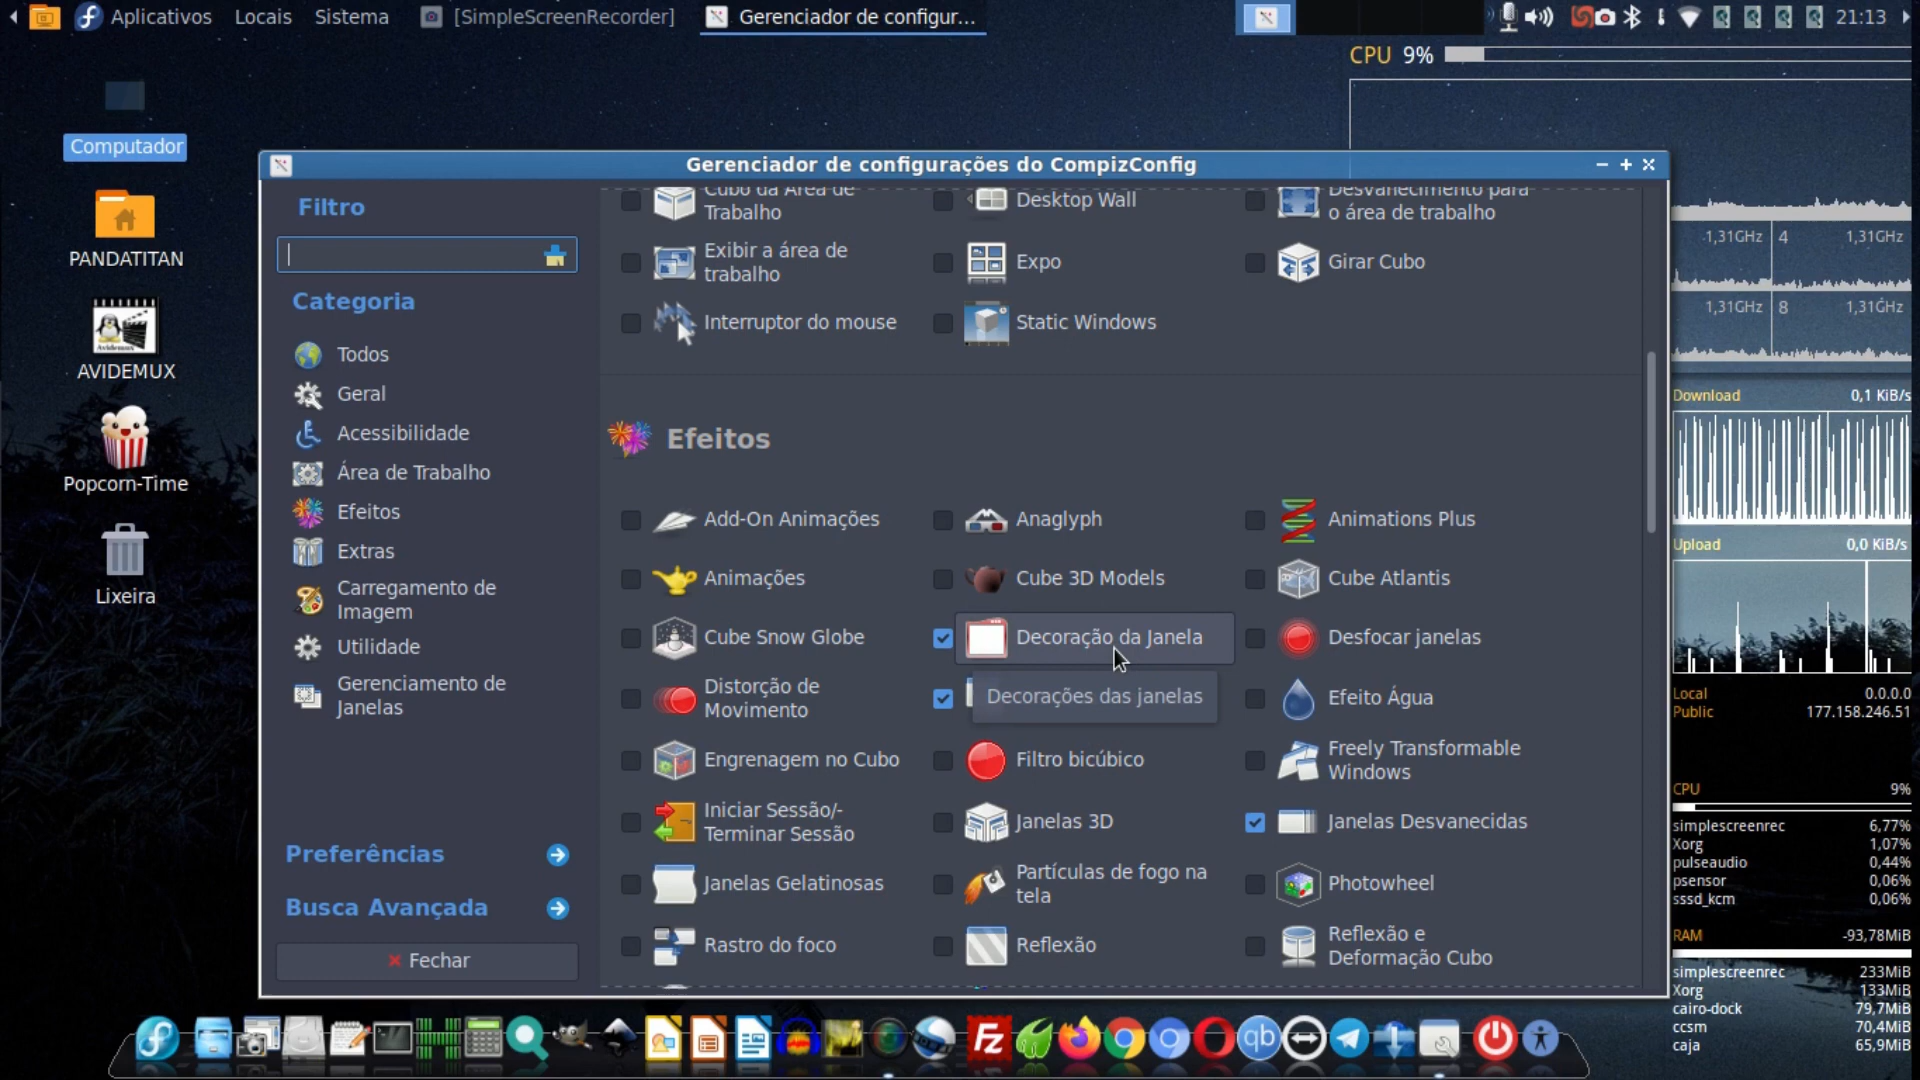 Aplicativos
Locais
Sistema
[SimpleScreenRecorder]
Gerenciador de configur...
21:13
CPU 9%
Computador
PANDATITAN
Avidemux
AVIDEMUX
Popcorn-Time
Lixeira
Gerenciador de configurações do CompizConfig
Filtro
Categoria
Todos
Geral
Acessibilidade
Área de Trabalho
Efeitos
Extras
Carregamento de
Imagem
Utilidade
Gerenciamento de
Janelas
Preferências
Busca Avançada
Fechar
Cubo da Área de
Trabalho
Desktop Wall
Desvanecimento para
o área de trabalho
Exibir a área de
trabalho
Expo
Girar Cubo
Interruptor do mouse
Static Windows
Efeitos
Add-On Animações
Anaglyph
Animations Plus
Animações
Cube 3D Models
Cube Atlantis
Cube Snow Globe
Decoração da Janela
Desfocar janelas
Distorção de
Movimento
Decorações das janelas
Efeito Água
Engrenagem no Cubo
Filtro bicúbico
Freely Transformable
Windows
Iniciar Sessão/-
Terminar Sessão
Janelas 3D
Janelas Desvanecidas
Janelas Gelatinosas
Partículas de fogo na
tela
Photowheel
Rastro do foco
Reflexão
Reflexão e
Deformação Cubo
1,31GHz 4 1,31GHz
1,31GHz 8 1,31GHz
Download 0,1 KiB/s
Upload 0,0 KiB/s
Local 0.0.0.0
Public 177.158.246.51
CPU 9%
simplescreenrec 6,77%
Xorg 1,07%
pulseaudio 0,44%
psensor 0,06%
sssd_kcm 0,06%
RAM -93,78MiB
simplescreenrec 233MiB
Xorg 133MiB
cairo-dock 79,7MiB
ccsm 70,4MiB
caja 65,9MiB
Fz
qb